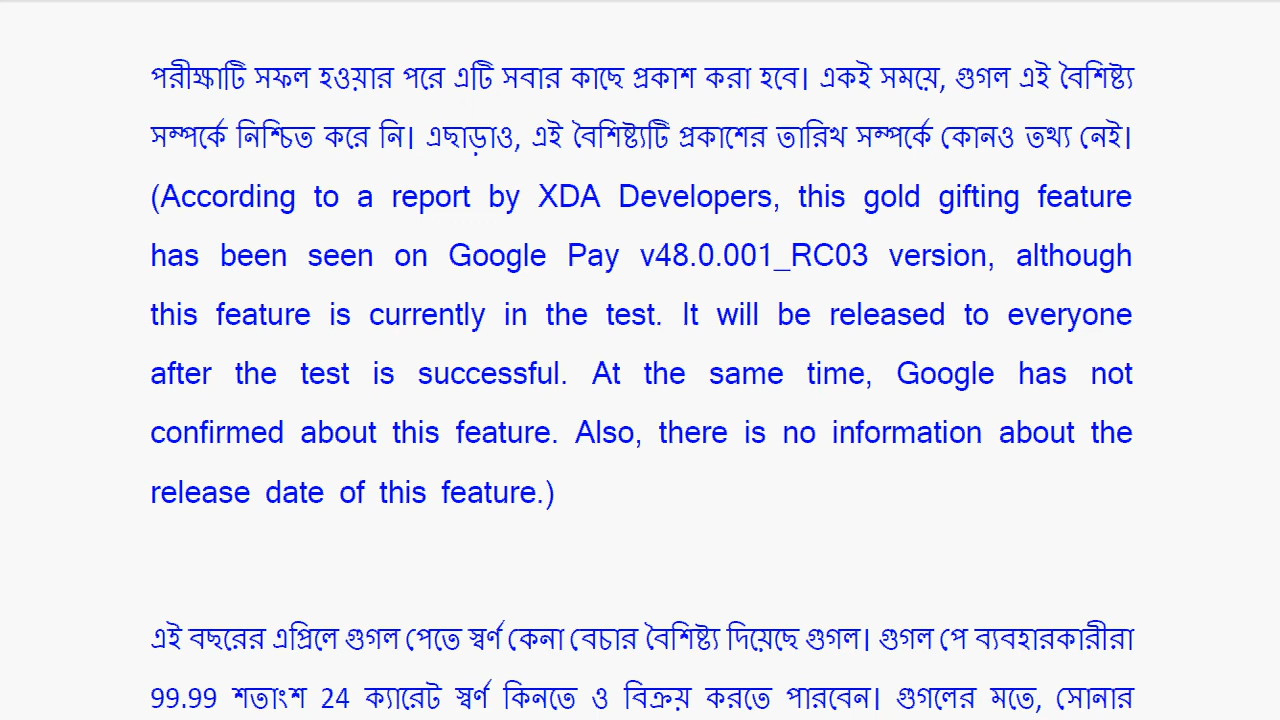 পরীক্ষাটি সফল হওয়ার পরে এটি সবার কাছে প্রকাশ করা হবে। একই সময়ে, গুগল এই বৈশিষ্ট্য
সম্পর্কে নিশ্চিত করে নি। এছাড়াও, এই বৈশিষ্ট্যটি প্রকাশের তারিখ সম্পর্কে কোনও তথ্য নেই।
(According to a report by XDA Developers, this gold gifting feature
has been seen on Google Pay v48.0.001_RC03 version, although
this feature is currently in the test. It will be released to everyone
after the test is successful. At the same time, Google has not
confirmed about this feature. Also, there is no information about the
release date of this feature.)
এই বছরের এপ্রিলে গুগল পেতে স্বর্ণ কেনা বেচার বৈশিষ্ট্য দিয়েছে গুগল। গুগল পে ব্যবহারকারীরা
99.99 শতাংশ 24 ক্যারেট স্বর্ণ কিনতে ও বিক্রয় করতে পারবেন। গুগলের মতে, সোনার